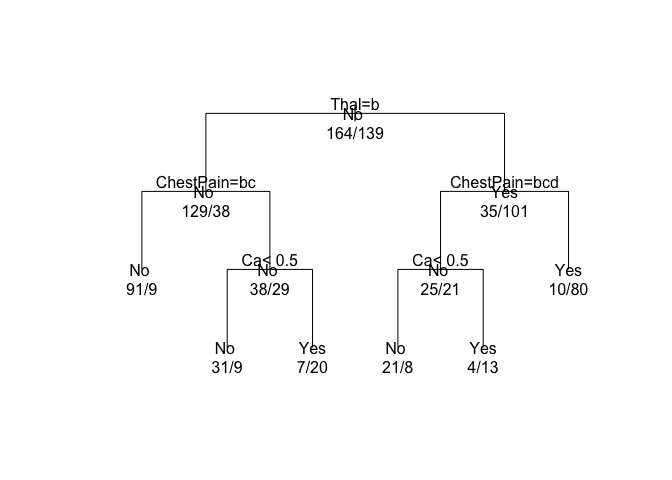 Thal=b
No
164/139
ChestPain=bc
No
129/38
ChestPain=bcd
Yes
35/101
No
91/9
Ca< 0.5
No
38/29
Ca< 0.5
No
25/21
Yes
10/80
No
31/9
Yes
7/20
No
21/8
Yes
4/13